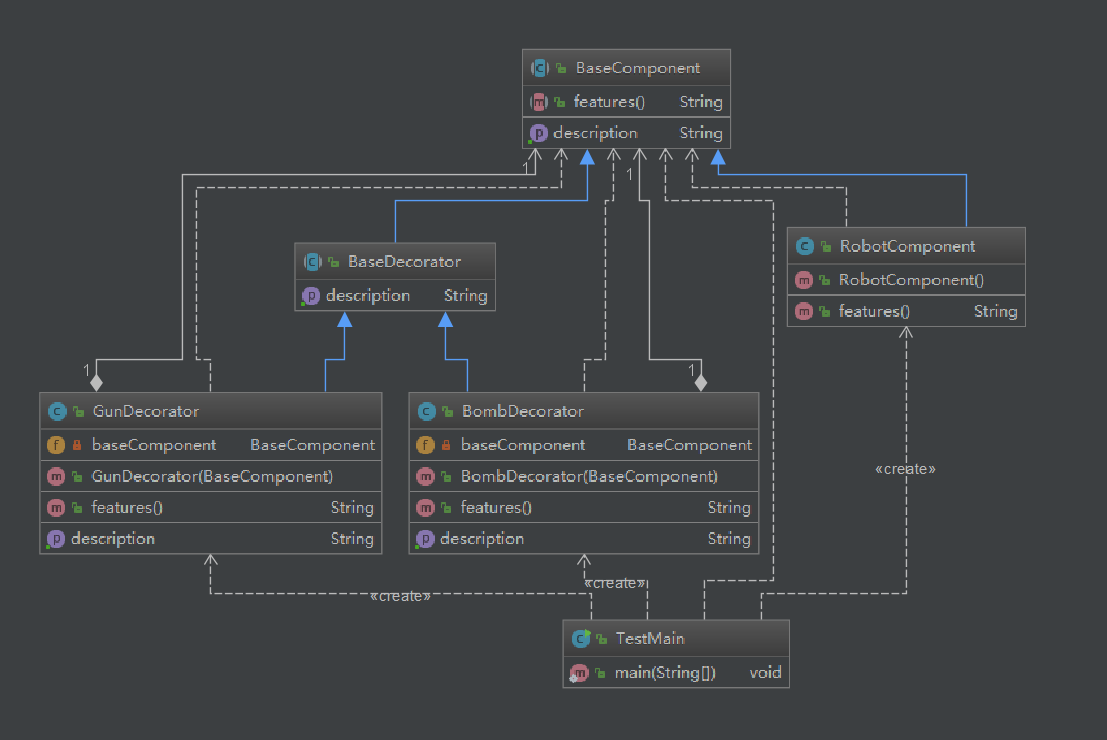 BaseComponent
features() String
description String
1
1
BaseDecorator
description String
RobotComponent
RobotComponent()
features() String
1
1
GunDecorator
baseComponent BaseComponent
GunDecorator(BaseComponent)
features() String
description String
BombDecorator
baseComponent BaseComponent
BombDecorator(BaseComponent)
features() String
description String
«create»
«create»
«create»
TestMain
main(String[]) void